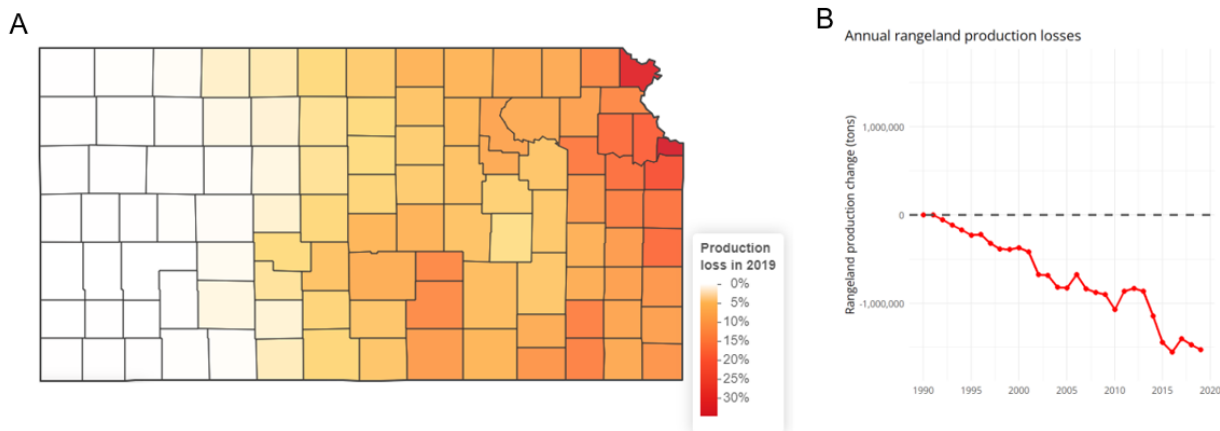 A
Production
loss in 2019
0%
5%
10%
15%
20%
25%
30%
B
Annual rangeland production losses
Rangeland production change (tons)
1,000,000
0
-1,000,000
1990
1995
2000
2005
2010
2015
2020